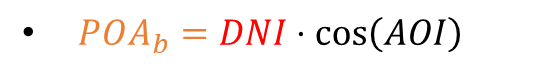 • POA_b = DNI · cos(AOI)